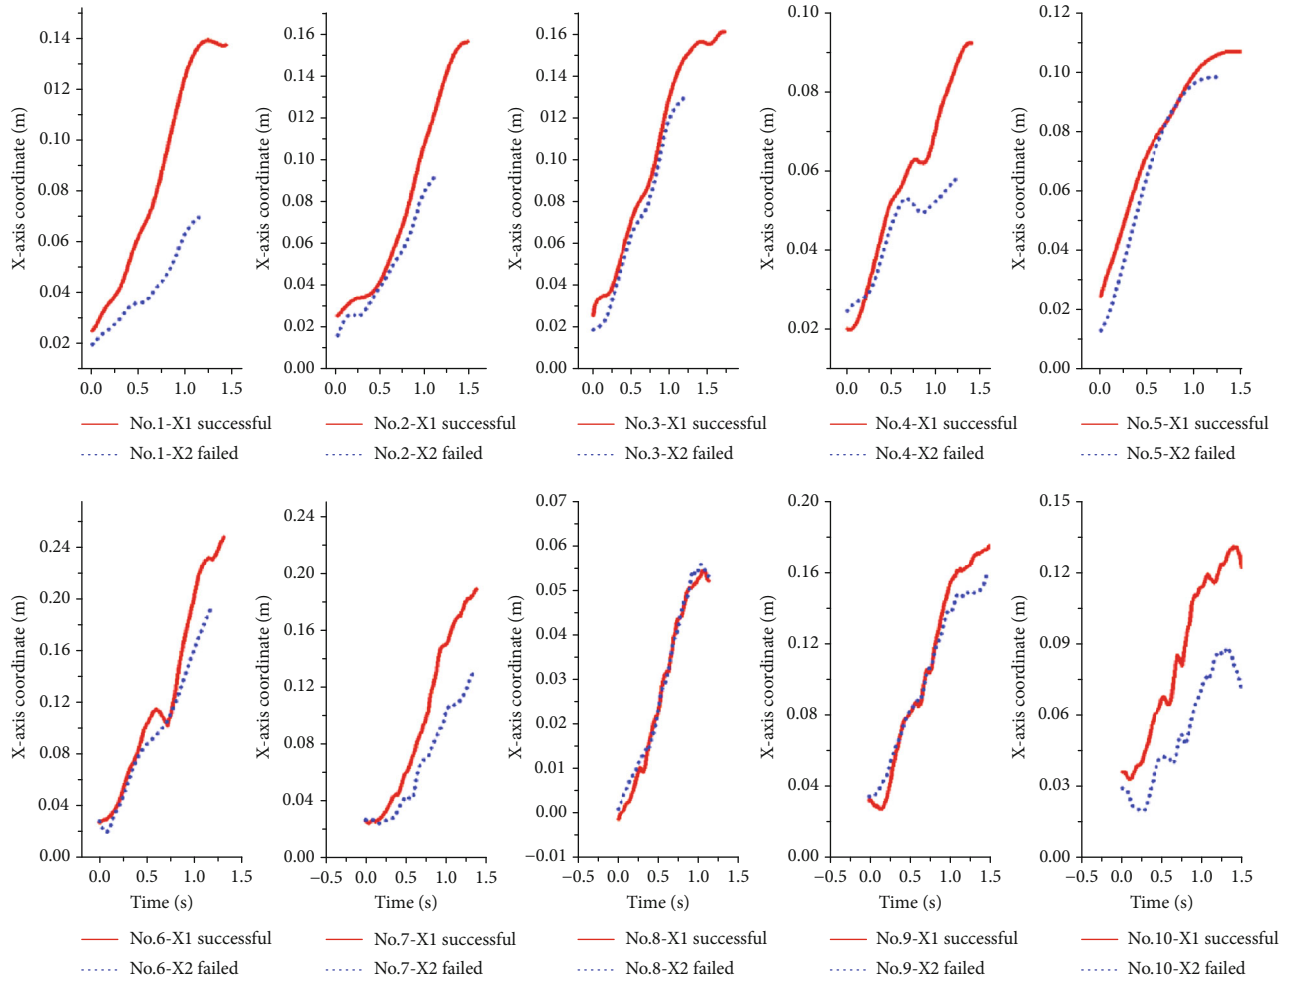 X-axis coordinate (m)
0.14
012
0.10
0.08
0.06
0.04
0.02
0.0 0.5 1.0 1.5
No.1-X1 successful
No.1-X2 failed
X-axis coordinate (m)
0.16
0.14
0.12
0.10
0.08
0.06
0.04
0.02
0.00
0.0 0.5 1.0 1.5
No.2-X1 successful
No.2-X2 failed
X-axis coordinate (m)
0.16
0.14
0.12
0.10
0.08
0.06
0.04
0.02
0.00
0.0 0.5 1.0 1.5
No.3-X1 successful
No.3-X2 failed
X-axis coordinate (m)
0.10
0.08
0.06
0.04
0.02
0.0 0.5 1.0 1.5
No.4-X1 successful
No.4-X2 failed
X-axis coordinate (m)
0.12
0.10
0.08
0.06
0.04
0.02
0.00
0.0 0.5 1.0 1.5
No.5-X1 successful
No.5-X2 failed
X-axis coordinate (m)
0.24
0.20
0.16
0.12
0.08
0.04
0.00
0.0 0.5 1.0 1.5
Time (s)
No.6-X1 successful
No.6-X2 failed
X-axis coordinate (m)
0.24
0.20
0.16
0.12
0.08
0.04
0.00
−0.5 0.0 0.5 1.0 1.5
Time (s)
No.7-X1 successful
No.7-X2 failed
X-axis coordinate (m)
0.07
0.06
0.05
0.04
0.03
0.02
0.01
0.00
−0.01
−0.5 0.0 0.5 1.0 1.5
Time (s)
No.8-X1 successful
No.8-X2 failed
X-axis coordinate (m)
0.20
0.16
0.12
0.08
0.04
0.00
−0.5 0.0 0.5 1.0 1.5
Time (s)
No.9-X1 successful
No.9-X2 failed
X-axis coordinate (m)
0.15
0.12
0.09
0.06
0.03
0.00
−0.5 0.0 0.5 1.0 1.5
Time (s)
No.10-X1 successful
No.10-X2 failed